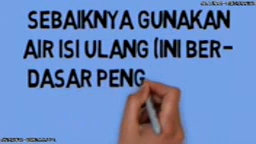 SEBAIKNYA GUNAKAN
AIR ISI ULANG (INI BER-
DASAR PENG